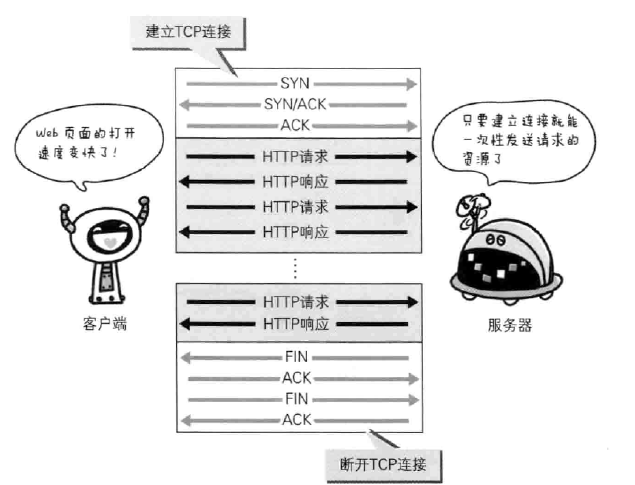 建立TCP连接
SYN
SYN/ACK
ACK
Web 页面的打开
速度变快了!
只要建立连接就能
一次性发送请求的
资源了
HTTP请求
HTTP响应
HTTP请求
HTTP响应
HTTP请求
HTTP响应
客户端
服务器
FIN
ACK
FIN
ACK
断开TCP连接